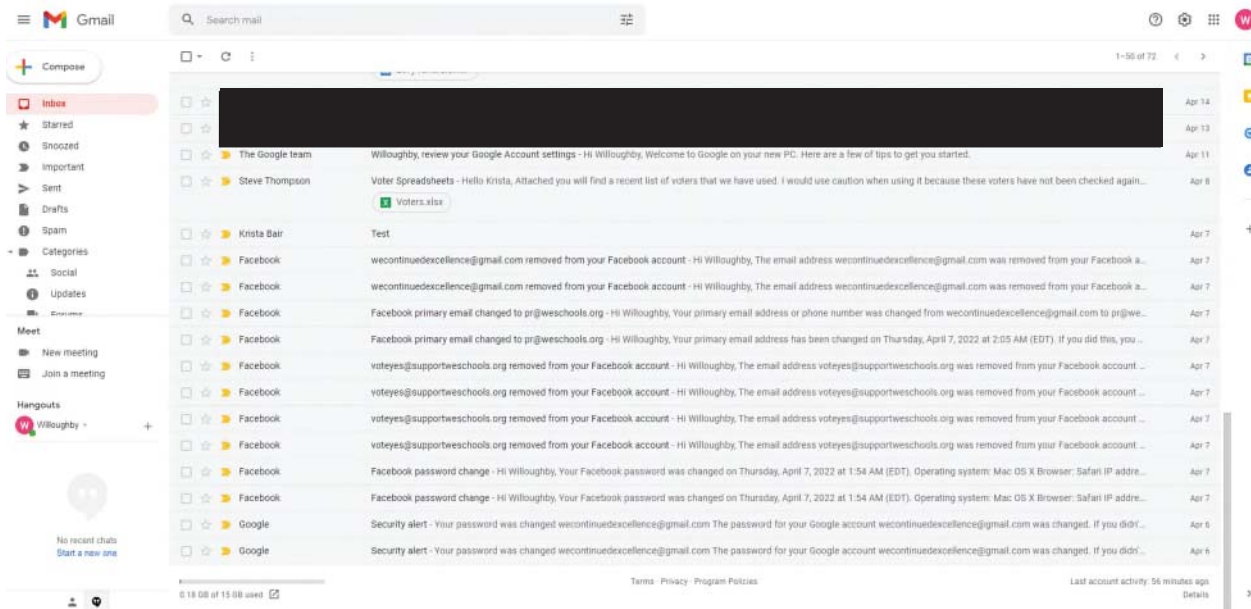 Gmail
Search mail
1–50 of 72
Compose
Inbox
Starred
Snoozed
Important
Sent
Drafts
Spam
Categories
Social
Updates
Forums
Meet
New meeting
Join a meeting
Hangouts
W Willoughby
No recent chats
Start a new one
W
Apr 14
Apr 13
The Google team Willoughby, review your Google Account settings - Hi Willoughby, Welcome to Google on your new PC. Here are a few of tips to get you started. Apr 11
Steve Thompson Voter Spreadsheets - Hello Krista, Attached you will find a recent list of voters that we have used. I would use caution when using it because these voters have not been checked again... Apr 8
Voters.xlsx
Krista Bair Test Apr 7
Facebook wecontinuedexcellence@gmail.com removed from your Facebook account - Hi Willoughby, The email address wecontinuedexcellence@gmail.com was removed from your Facebook a... Apr 7
Facebook wecontinuedexcellence@gmail.com removed from your Facebook account - Hi Willoughby, The email address wecontinuedexcellence@gmail.com was removed from your Facebook a... Apr 7
Facebook Facebook primary email changed to pr@weschools.org - Hi Willoughby, Your primary email address or phone number was changed from wecontinuedexcellence@gmail.com to pr@we... Apr 7
Facebook Facebook primary email changed to pr@weschools.org - Hi Willoughby, Your primary email address has been changed on Thursday, April 7, 2022 at 2:05 AM (EDT). If you did this, you ... Apr 7
Facebook voteyes@supportweschools.org removed from your Facebook account - Hi Willoughby, The email address voteyes@supportweschools.org was removed from your Facebook account ... Apr 7
Facebook voteyes@supportweschools.org removed from your Facebook account - Hi Willoughby, The email address voteyes@supportweschools.org was removed from your Facebook account ... Apr 7
Facebook voteyes@supportweschools.org removed from your Facebook account - Hi Willoughby, The email address voteyes@supportweschools.org was removed from your Facebook account ... Apr 7
Facebook voteyes@supportweschools.org removed from your Facebook account - Hi Willoughby, The email address voteyes@supportweschools.org was removed from your Facebook account ... Apr 7
Facebook Facebook password change - Hi Willoughby, Your Facebook password was changed on Thursday, April 7, 2022 at 1:54 AM (EDT). Operating system: Mac OS X Browser: Safari IP addre... Apr 7
Facebook Facebook password change - Hi Willoughby, Your Facebook password was changed on Thursday, April 7, 2022 at 1:54 AM (EDT). Operating system: Mac OS X Browser: Safari IP addre... Apr 7
Google Security alert - Your password was changed wecontinuedexcellence@gmail.com The password for your Google account wecontinuedexcellence@gmail.com was changed. If you didn'... Apr 6
Google Security alert - Your password was changed wecontinuedexcellence@gmail.com The password for your Google account wecontinuedexcellence@gmail.com was changed. If you didn'... Apr 6
0.18 GB of 15 GB used
Terms · Privacy · Program Policies
Last account activity: 56 minutes ago
Details